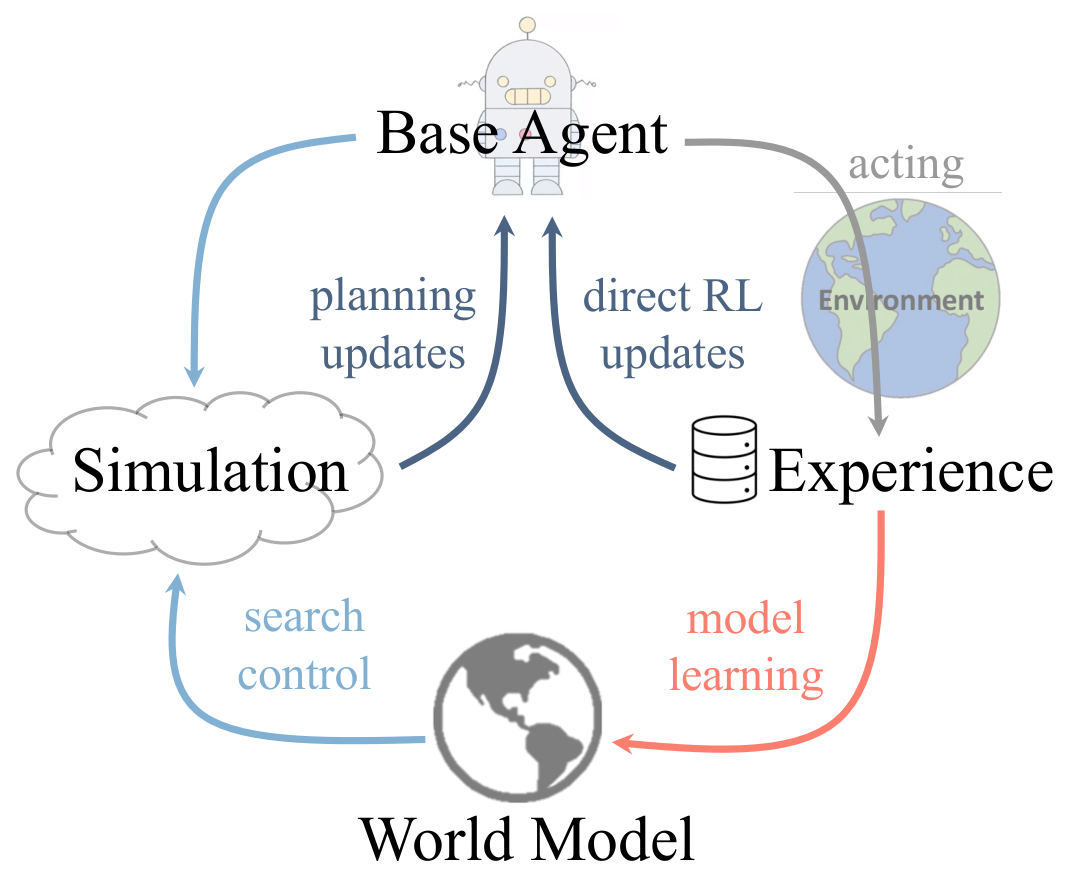 Base Agent
acting
Environment
planning
updates
direct RL
updates
Simulation
Experience
search
control
model
learning
World Model